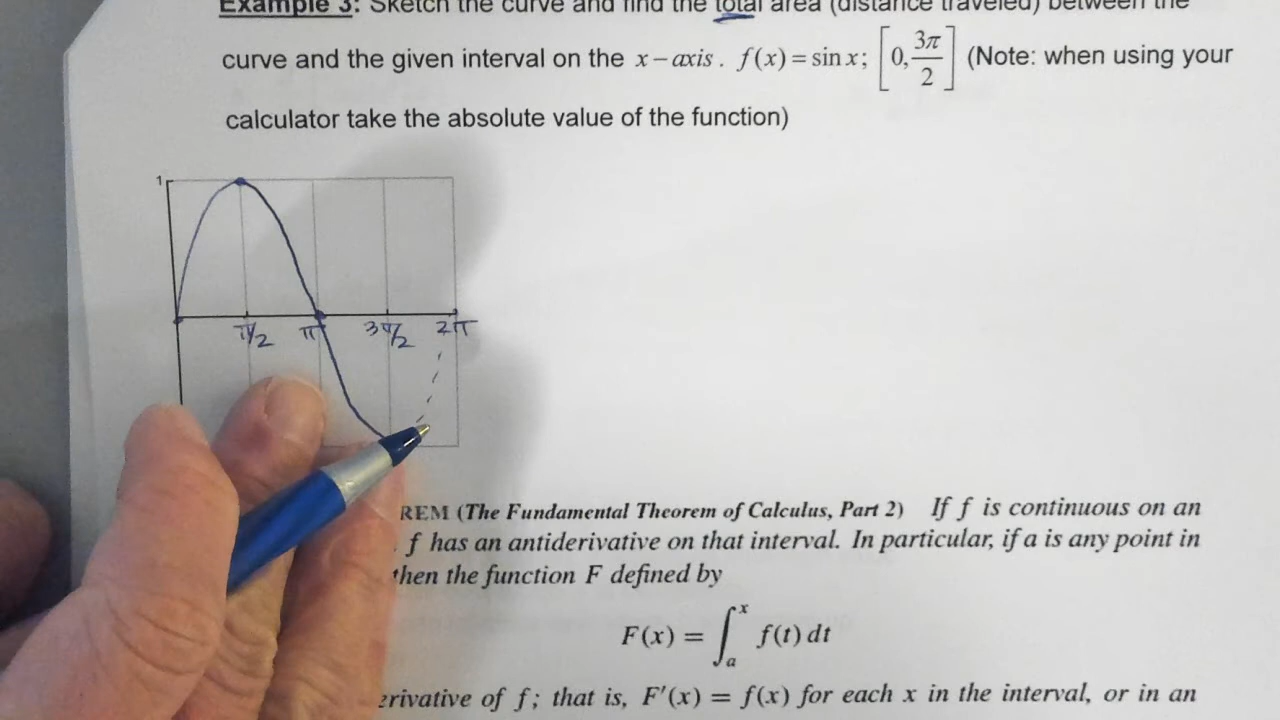 Example 3: Sketch the curve and find the total area (distance traveled) between the
curve and the given interval on the x-axis. f(x) = sin x; [0, 3π/2] (Note: when using your
calculator take the absolute value of the function)
1
π/2 π 3π/2 2π
REM (The Fundamental Theorem of Calculus, Part 2) If f is continuous on an
f has an antiderivative on that interval. In particular, if a is any point in
then the function F defined by
F(x) = ∫ₐˣ f(t) dt
erivative of f; that is, F′(x) = f(x) for each x in the interval, or in an